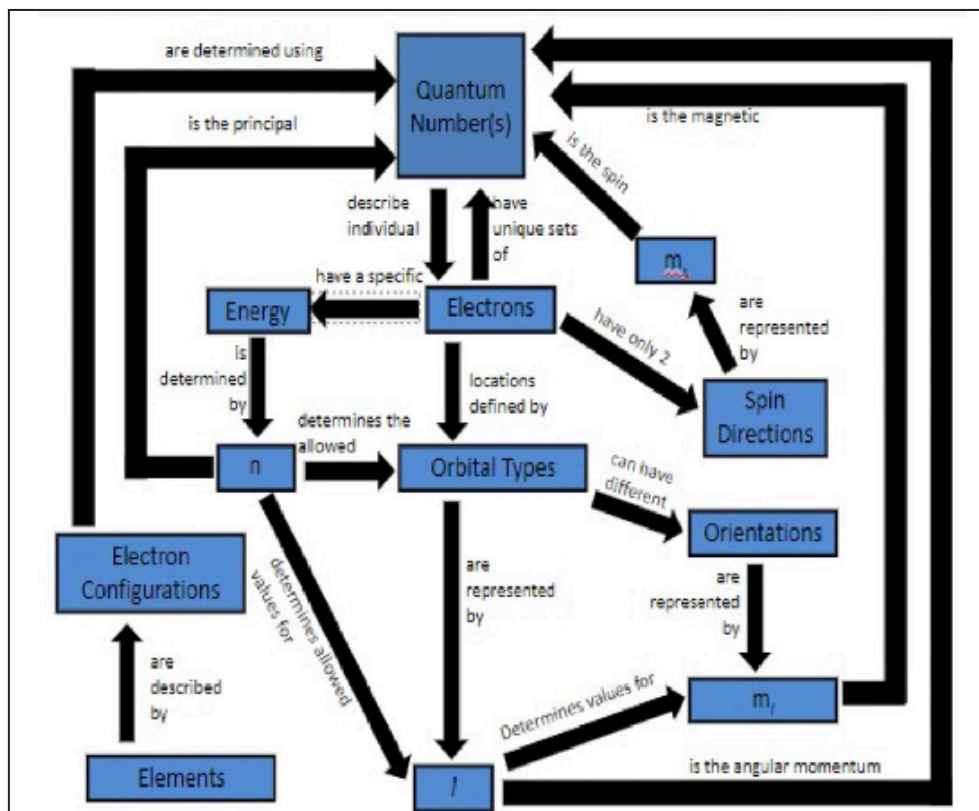 are determined using
Quantum
Number(s)
is the principal
is the magnetic
is the spin
describe
individual
have
unique sets
of
m_s
have a specific
Energy
Electrons
are
represented
by
have only 2
is
determined
by
locations
defined by
Spin
Directions
determines the
allowed
n
Orbital Types
can have
different
Orientations
Electron
Configurations
determines allowed
values for
are
represented
by
are
represented
by
are
described
by
Determines values for
m_l
Elements
l
is the angular momentum